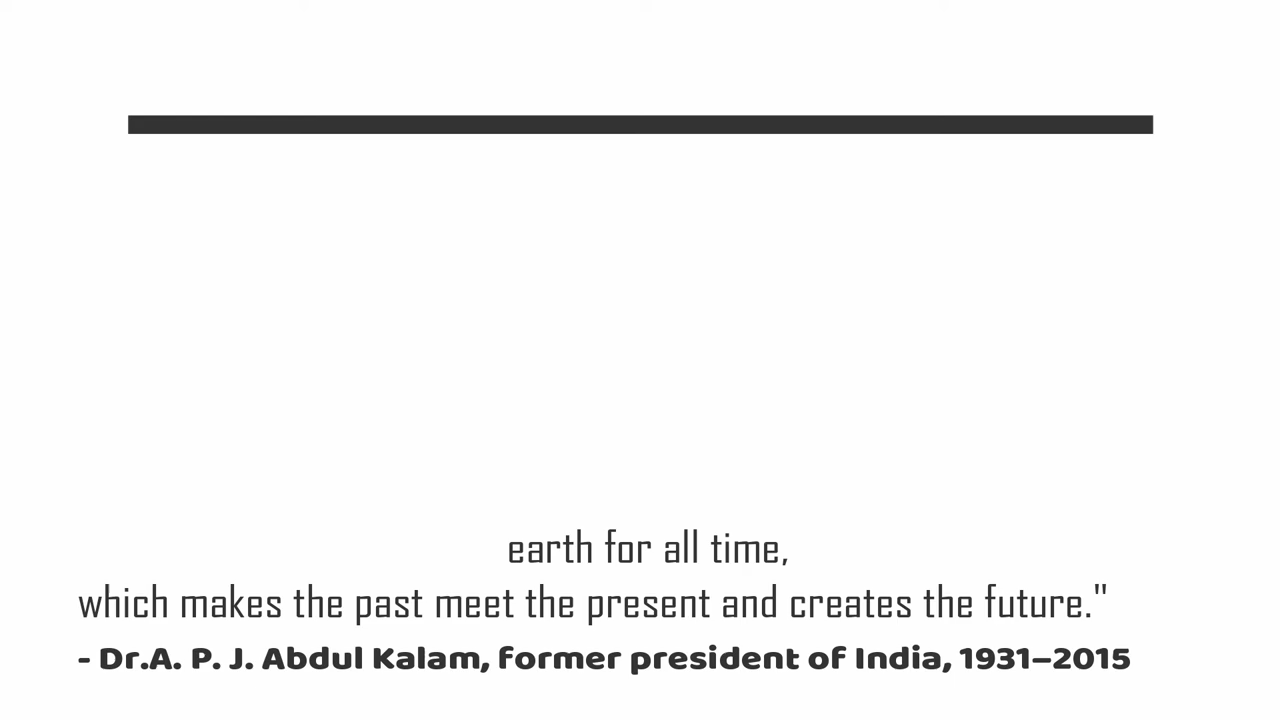 earth for all time,
which makes the past meet the present and creates the future."
- Dr.A. P. J. Abdul Kalam, former president of India, 1931–2015